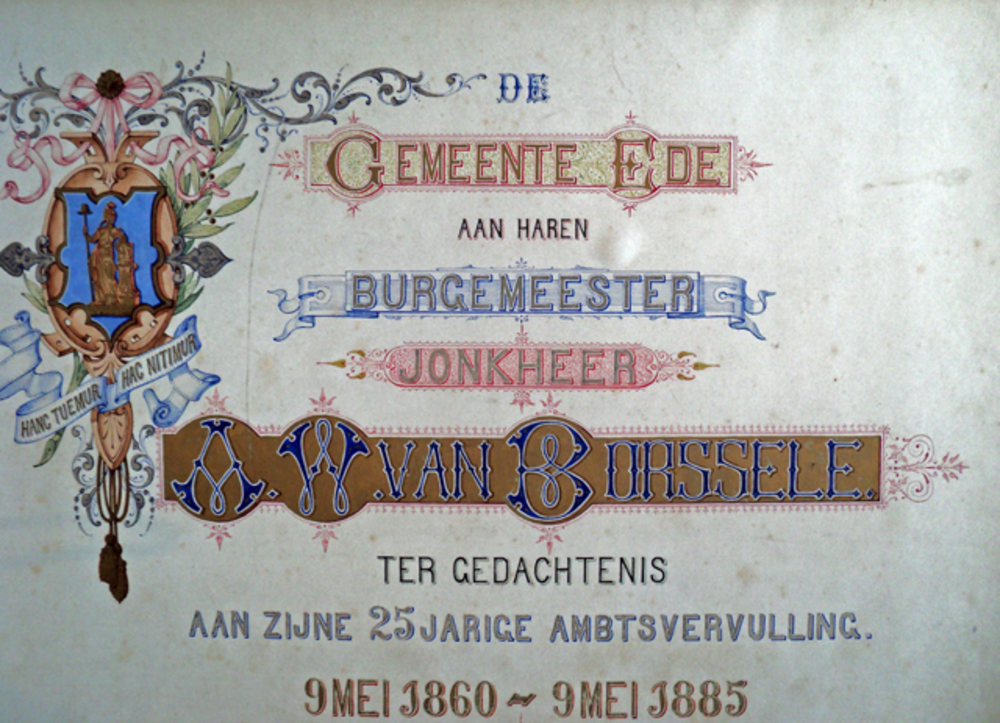 DE
GEMEENTE EDE
AAN HAREN
BURGEMEESTER
JONKHEER
A. W. VAN BORSSELE.
HANC TUEMUR HAC NITIMUR
TER GEDACHTENIS
AAN ZIJNE 25 JARIGE AMBTSVERVULLING.
9 MEI 1860 ~ 9 MEI 1885